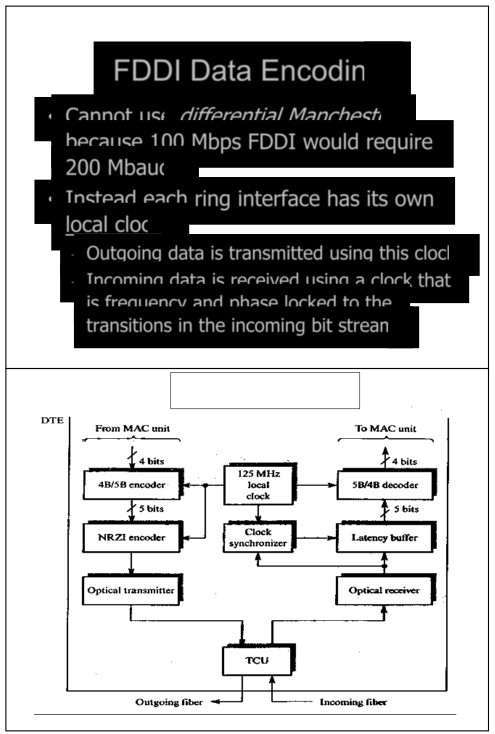 FDDI Data Encodin
• Cannot use differential Manchest
because 100 Mbps FDDI would require
200 Mbaud
• Instead each ring interface has its own
local cloc
- Outgoing data is transmitted using this clocl
- Incoming data is received using a clock that
is frequency and phase locked to the
transitions in the incoming bit stream
DTE
From MAC unit
To MAC unit
4 bits
4 bits
4B/5B encoder
125 MHz
local
clock
5B/4B decoder
5 bits
5 bits
NRZI encoder
Clock
synchronizer
Latency buffer
Optical transmitter
Optical receiver
TCU
Outgoing fiber
Incoming fiber